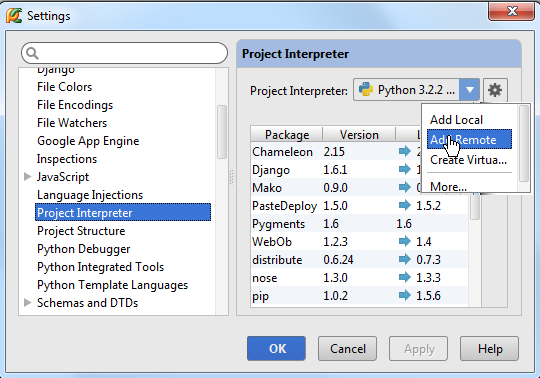 Settings
Django
File Colors
File Encodings
File Watchers
Google App Engine
Inspections
JavaScript
Language Injections
Project Interpreter
Project Structure
Python Debugger
Python Integrated Tools
Python Template Languages
Schemas and DTDs
Project Interpreter
Project Interpreter: Python 3.2.2 ...
Add Local
Add Remote
Create Virtua...
More...
Package Version L
Chameleon 2.15 2
Django 1.6.1
Mako 0.9.0
PasteDeploy 1.5.0 1.5.2
Pygments 1.6 1.6
WebOb 1.2.3 1.4
distribute 0.6.24 0.7.3
nose 1.3.0 1.3.3
pip 1.0.2 1.5.6
OK Cancel Apply Help